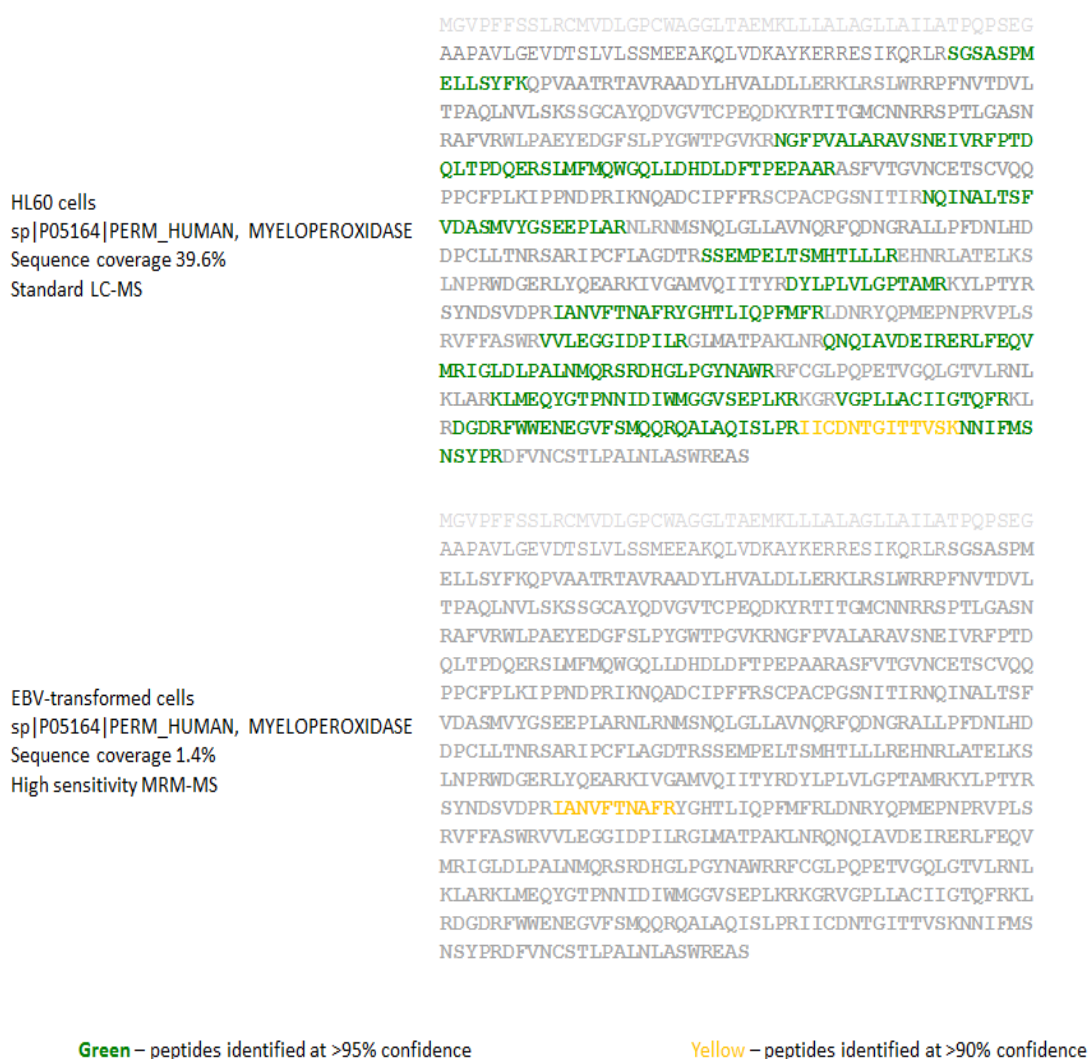 MGVPFFSSLRCMVDLGPCWAGGLTAEMKLLLALAGLLAILATPQPSEG
AAPAVLGEVDTSLVLSSMEEAKQLVDKAYKERRESIKQRLRSGSASPM
ELLSYFKQPVAATRTAVRAADYLHVALDLLERKLRSLWRRPFNVTDVL
TPAQLNVLSKSSGCAYQDVGVTCPEQDKYRTITGMCNNRRSPTLGASN
RAFVRWLPAEYEDGFSLPYGWTPGVKRNGFPVALARAVSNEIVRFPTD
QLTPDQERSLMFMQWGQLLDHDLDFTPEPAARASFVTGVNCETSCVQQ
PPCFPLKIPPNDPRIKNQADCIPFFRSCPACPGSNITIRNQINALTSF
VDASMVYGSEEPLARNLRNMSNQLGLLAVNQRFQDNGRALLPFDNLHD
DPCLLTNRSARIPCFLAGDTRSSEMPELTSMHTLLLREHNRLATELKS
LNPRWDGERLYQEARKIVGAMVQIITYRDYLPLVLGPTAMRKYLPTYR
SYNDSVDPRIANVFTNAFRYGHTLIQPFMFRLDNRYQPMEPNPRVPLS
RVFFASWRVVLEGGIDPILRGLMATPAKLNRQNQIAVDEIRERLFEQV
MRIGLDLPALNMQRSRDHGLPGYNAWRRFCGLPQPETVGQLGTVLRNL
KLARKLMEQYGTPNNIDIWMGGVSEPLKRKGRVGPLLACIIGTQFRKL
RDGDRFWWENEGVFSMQQRQALAQISLPRIICDNTGITTVSKNNIFMS
NSYPRDFVNCSTLPALNLASWREAS
HL60 cells
sp|P05164|PERM_HUMAN, MYELOPEROXIDASE
Sequence coverage 39.6%
Standard LC-MS
MGVPFFSSLRCMVDLGPCWAGGLTAEMKLLLALAGLLAILATPQPSEG
AAPAVLGEVDTSLVLSSMEEAKQLVDKAYKERRESIKQRLRSGSASPM
ELLSYFKQPVAATRTAVRAADYLHVALDLLERKLRSLWRRPFNVTDVL
TPAQLNVLSKSSGCAYQDVGVTCPEQDKYRTITGMCNNRRSPTLGASN
RAFVRWLPAEYEDGFSLPYGWTPGVKRNGFPVALARAVSNEIVRFPTD
QLTPDQERSLMFMQWGQLLDHDLDFTPEPAARASFVTGVNCETSCVQQ
PPCFPLKIPPNDPRIKNQADCIPFFRSCPACPGSNITIRNQINALTSF
VDASMVYGSEEPLARNLRNMSNQLGLLAVNQRFQDNGRALLPFDNLHD
DPCLLTNRSARIPCFLAGDTRSSEMPELTSMHTLLLREHNRLATELKS
LNPRWDGERLYQEARKIVGAMVQIITYRDYLPLVLGPTAMRKYLPTYR
SYNDSVDPRIANVFTNAFRYGHTLIQPFMFRLDNRYQPMEPNPRVPLS
RVFFASWRVVLEGGIDPILRGLMATPAKLNRQNQIAVDEIRERLFEQV
MRIGLDLPALNMQRSRDHGLPGYNAWRRFCGLPQPETVGQLGTVLRNL
KLARKLMEQYGTPNNIDIWMGGVSEPLKRKGRVGPLLACIIGTQFRKL
RDGDRFWWENEGVFSMQQRQALAQISLPRIICDNTGITTVSKNNIFMS
NSYPRDFVNCSTLPALNLASWREAS
EBV-transformed cells
sp|P05164|PERM_HUMAN, MYELOPEROXIDASE
Sequence coverage 1.4%
High sensitivity MRM-MS
Green – peptides identified at >95% confidence
Yellow – peptides identified at >90% confidence